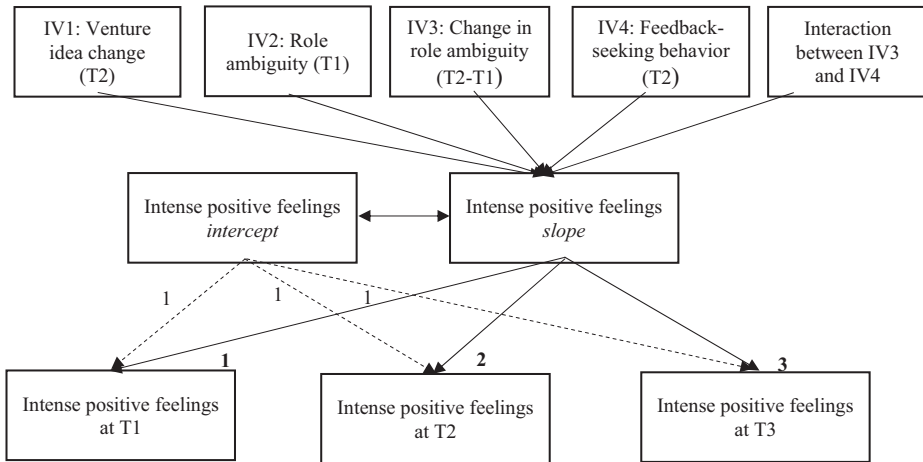 IV1: Venture
idea change
(T2)
IV2: Role
ambiguity (T1)
IV3: Change in
role ambiguity
(T2-T1)
IV4: Feedback-
seeking behavior
(T2)
Interaction
between IV3
and IV4
Intense positive feelings
intercept
Intense positive feelings
slope
1
1
1
1
2
3
Intense positive feelings
at T1
Intense positive feelings
at T2
Intense positive feelings
at T3